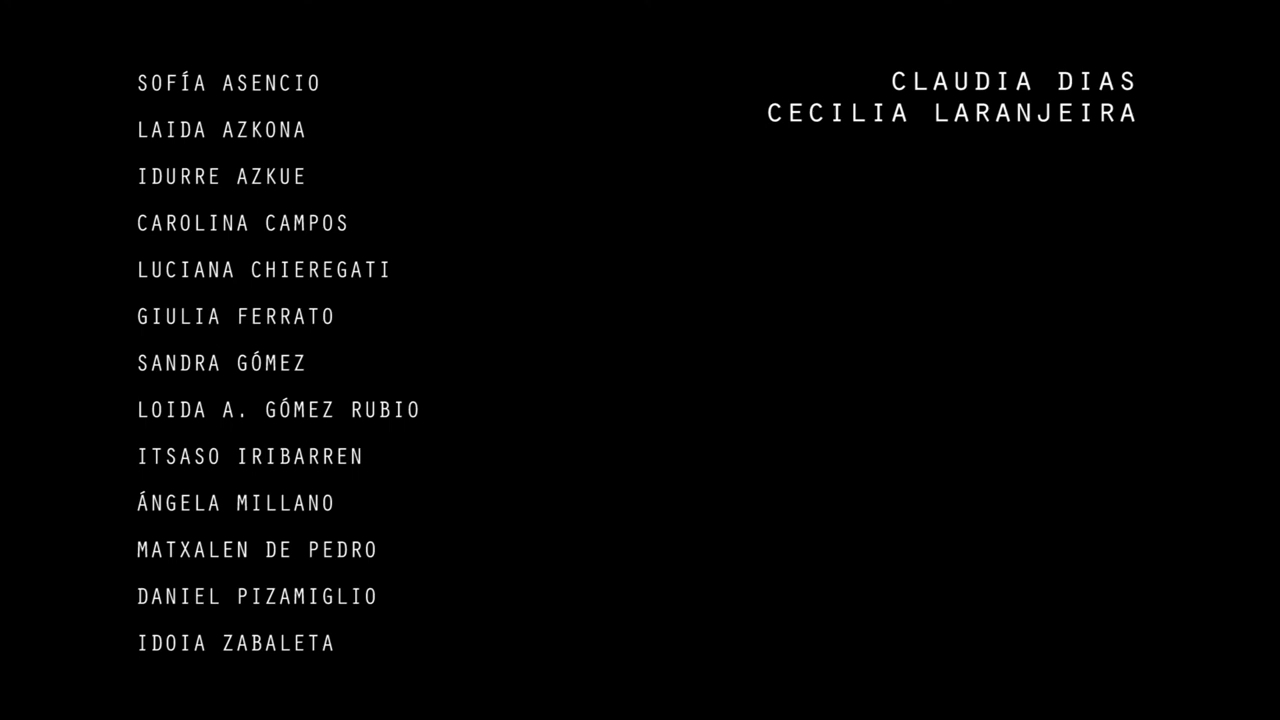 SOFÍA ASENCIO
LAIDA AZKONA
IDURRE AZKUE
CAROLINA CAMPOS
LUCIANA CHIEREGATI
GIULIA FERRATO
SANDRA GÓMEZ
LOIDA A. GÓMEZ RUBIO
ITSASO IRIBARREN
ÁNGELA MILLANO
MATXALEN DE PEDRO
DANIEL PIZAMIGLIO
IDOIA ZABALETA
CLAUDIA DIAS
CECILIA LARANJEIRA